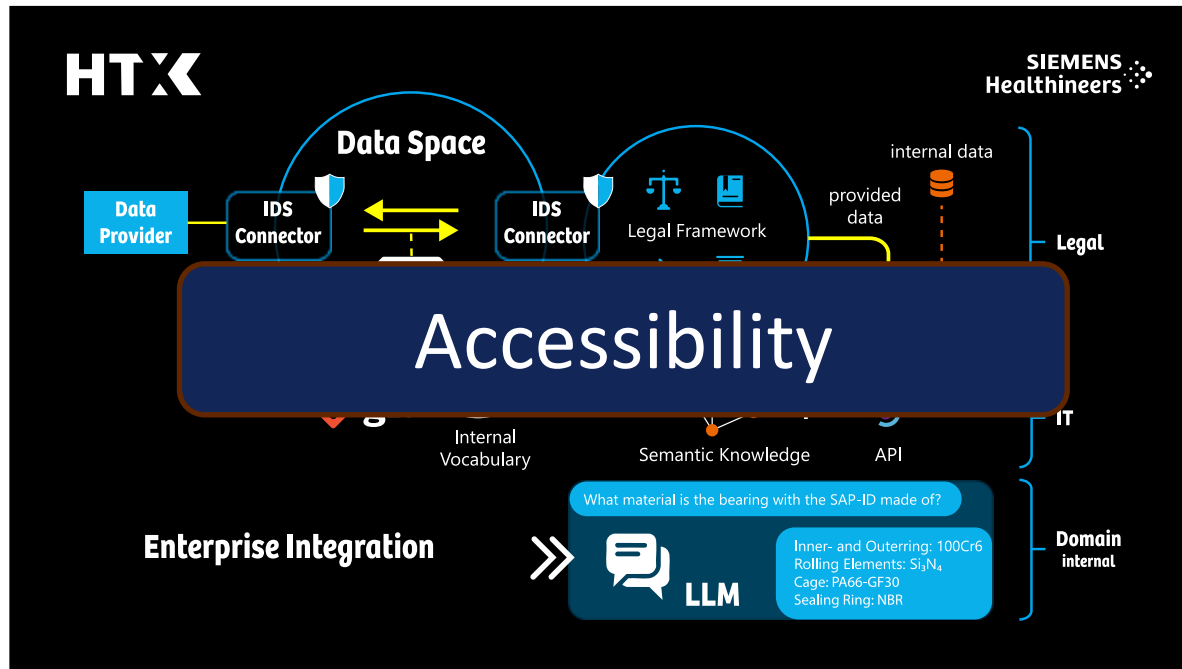 HTX
SIEMENS
Healthineers
Data Space
internal data
Data
Provider
IDS
Connector
IDS
Connector
Legal Framework
provided
data
Legal
Accessibility
IT
Internal
Vocabulary
Semantic Knowledge
API
What material is the bearing with the SAP-ID made of?
Enterprise Integration
LLM
Inner- and Outerring: 100Cr6
Rolling Elements: Si₃N₄
Cage: PA66-GF30
Sealing Ring: NBR
Domain
internal